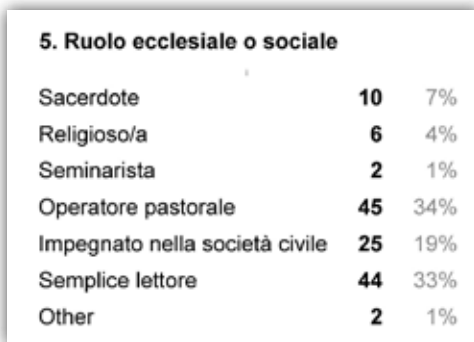 5. Ruolo ecclesiale o sociale
Sacerdote 10 7%
Religioso/a 6 4%
Seminarista 2 1%
Operatore pastorale 45 34%
Impegnato nella società civile 25 19%
Semplice lettore 44 33%
Other 2 1%